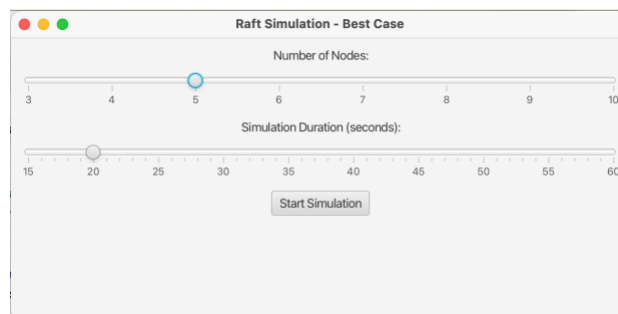 Raft Simulation - Best Case
Number of Nodes:
3 4 5 6 7 8 9 10
Simulation Duration (seconds):
15 20 25 30 35 40 45 50 55 60
Start Simulation